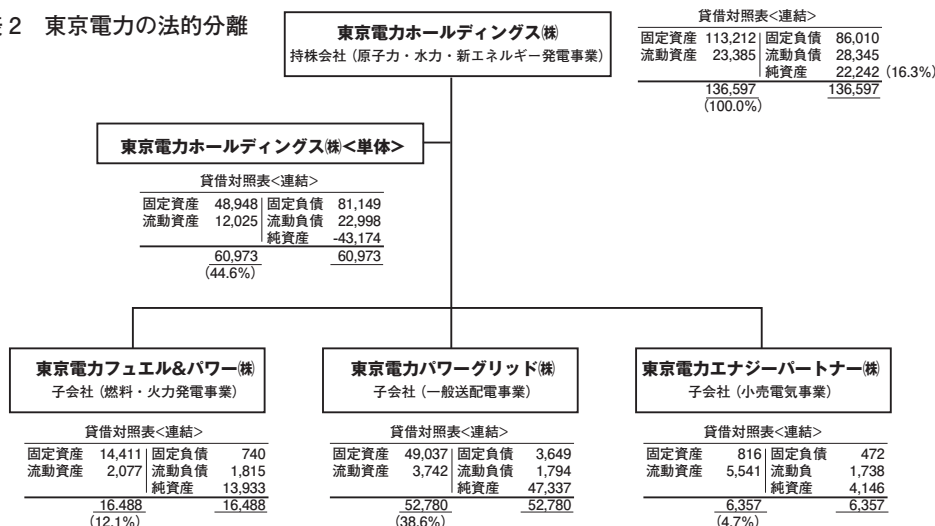 2 東京電力の法的分離
東京電力ホールディングス㈱
持株会社（原子力・水力・新エネルギー発電事業）
貸借対照表<連結>
固定資産 113,212 固定負債 86,010
流動資産 23,385 流動負債 28,345
純資産 22,242 (16.3%)
136,597 136,597
(100.0%)
東京電力ホールディングス㈱<単体>
貸借対照表<連結>
固定資産 48,948 固定負債 81,149
流動資産 12,025 流動負債 22,998
純資産 -43,174
60,973 60,973
(44.6%)
東京電力フュエル&パワー㈱
子会社（燃料・火力発電事業）
貸借対照表<連結>
固定資産 14,411 固定負債 740
流動資産 2,077 流動負債 1,815
純資産 13,933
16.488 16,488
(12.1%)
東京電力パワーグリッド㈱
子会社（一般送配電事業）
貸借対照表<連結>
固定資産 49,037 固定負債 3,649
流動資産 3,742 流動負債 1,794
純資産 47,337
52,780 52,780
(38.6%)
東京電力エナジーパートナー㈱
子会社（小売電気事業）
貸借対照表<連結>
固定資産 816 固定負債 472
流動資産 5,541 流動負 1,738
純資産 4,146
6,357 6,357
(4.7%)